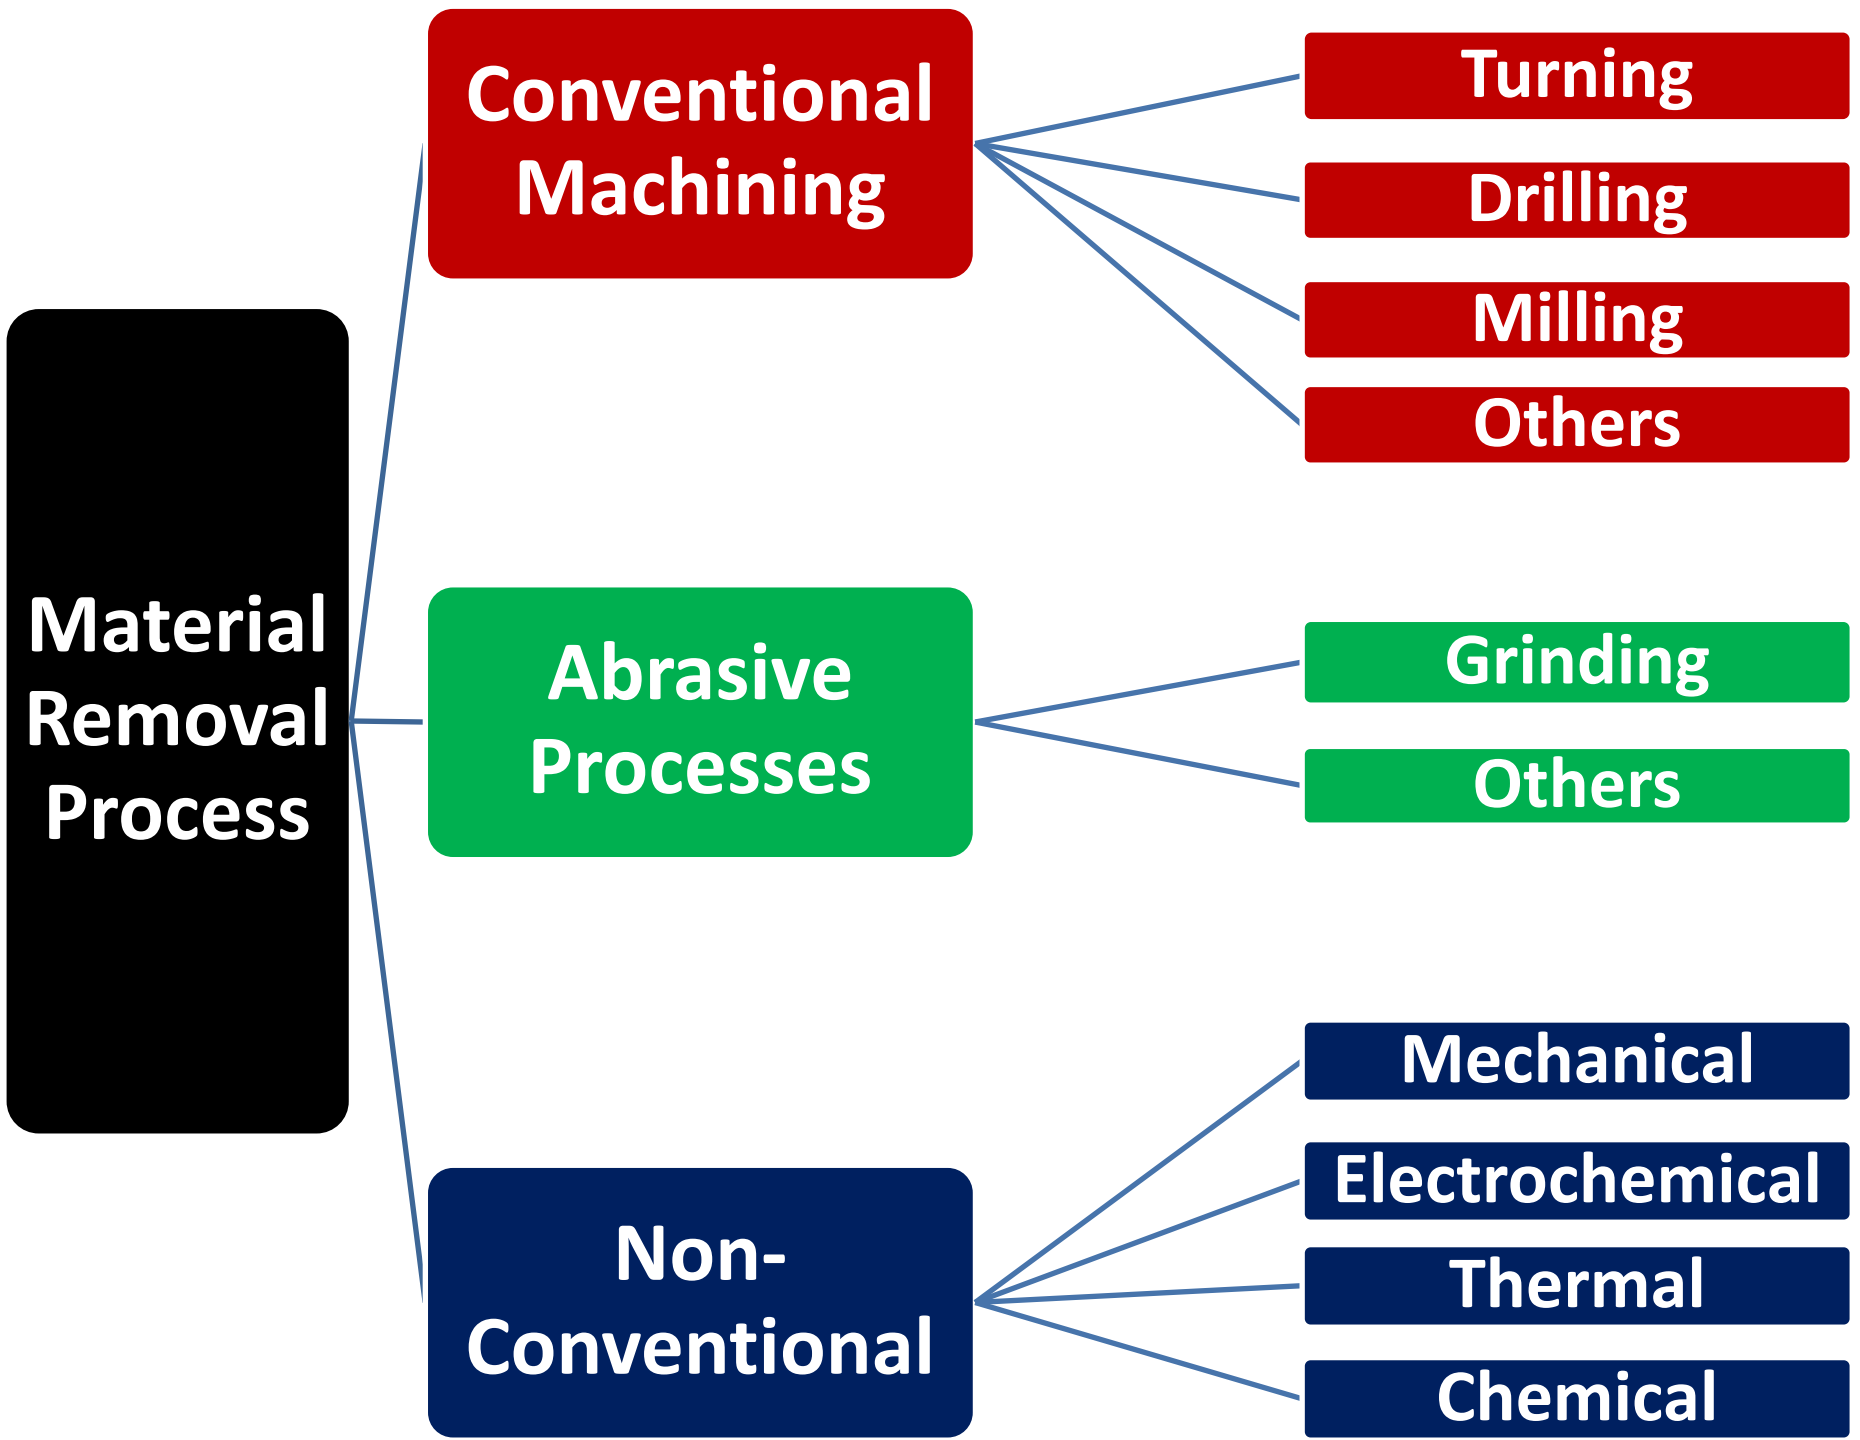 Material
Removal
Process
Conventional
Machining
Turning
Drilling
Milling
Others
Abrasive
Processes
Grinding
Others
Non-
Conventional
Mechanical
Electrochemical
Thermal
Chemical